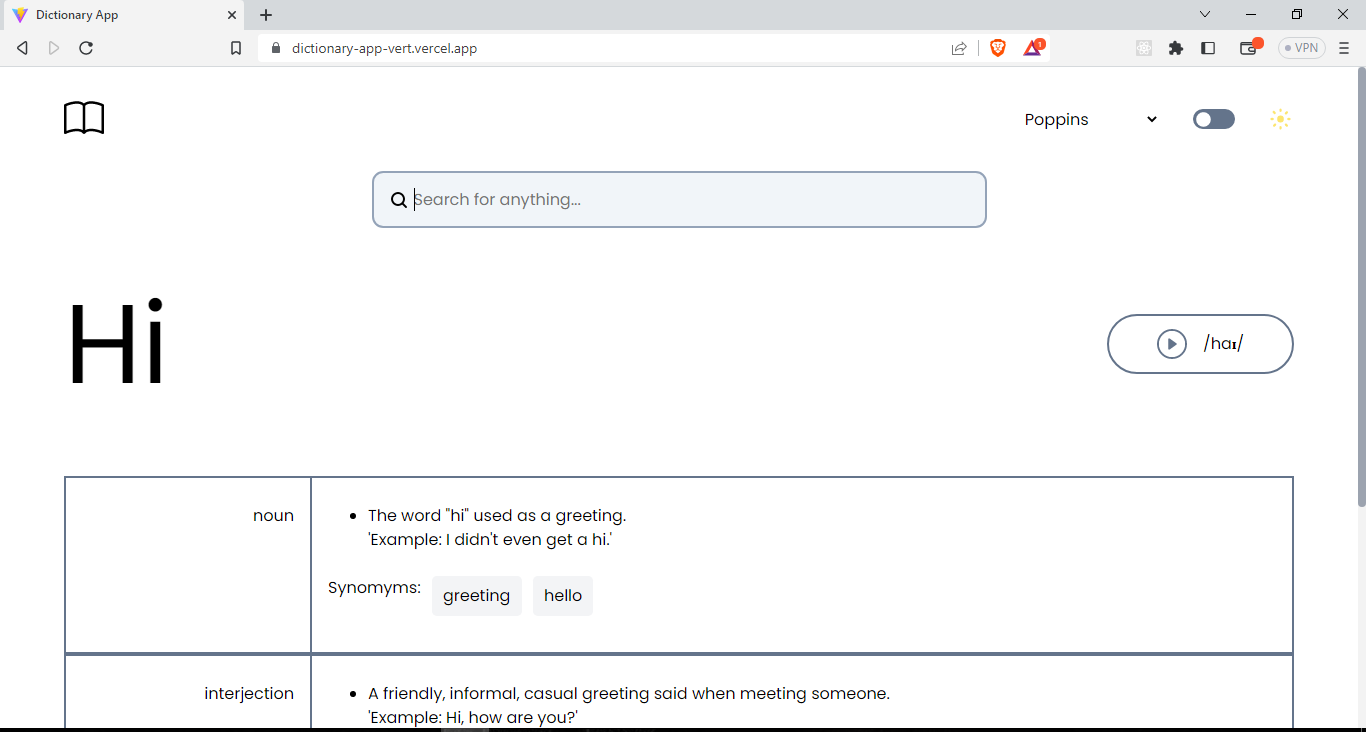 Dictionary App
dictionary-app-vert.vercel.app
1
VPN
Poppins
Search for anything...
Hi
/haɪ/
noun
The word "hi" used as a greeting.
'Example: I didn't even get a hi.'
Synomyms: greeting hello
interjection
A friendly, informal, casual greeting said when meeting someone.
'Example: Hi, how are you?'